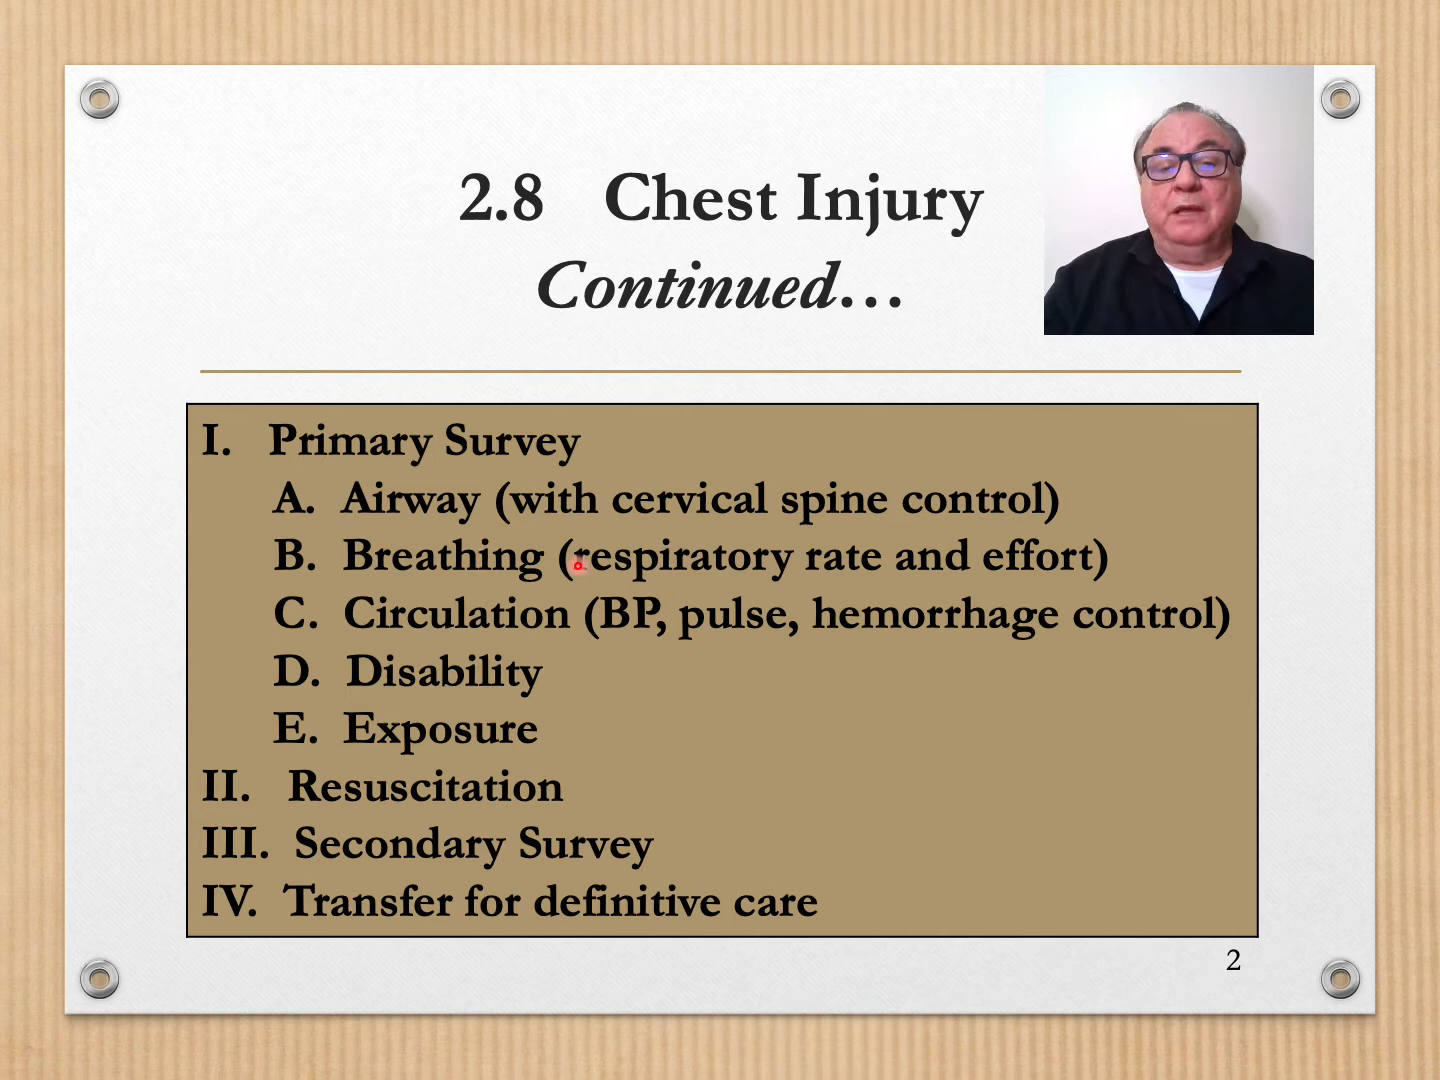 2.8 Chest Injury
Continued…
I. Primary Survey
A. Airway (with cervical spine control)
B. Breathing (respiratory rate and effort)
C. Circulation (BP, pulse, hemorrhage control)
D. Disability
E. Exposure
II. Resuscitation
III. Secondary Survey
IV. Transfer for definitive care
2